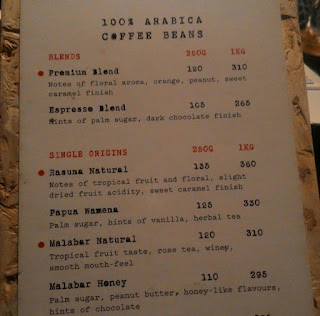 100% ARABICA
COFFEE BEANS
BLENDS 250G 1KG
Premium Blend 120 310
Notes of floral aroma, orange, peanut, sweet
caramel finish
Espresso Blend 105 265
Hints of palm sugar, dark chocolate finish
SINGLE ORIGINS 250G 1KG
Rasuna Natural 135 360
Notes of tropical fruit and floral, slight
dried fruit acidity, sweet caramel finish
Papua Wamena 125 330
Palm sugar, hints of vanilla, herbal tea
Malabar Natural 120 310
Tropical fruit taste, rose tea, winey,
smooth mouth-feel
Malabar Honey 110 295
Palm sugar, peanut butter, honey-like flavours,
hints of chocolate